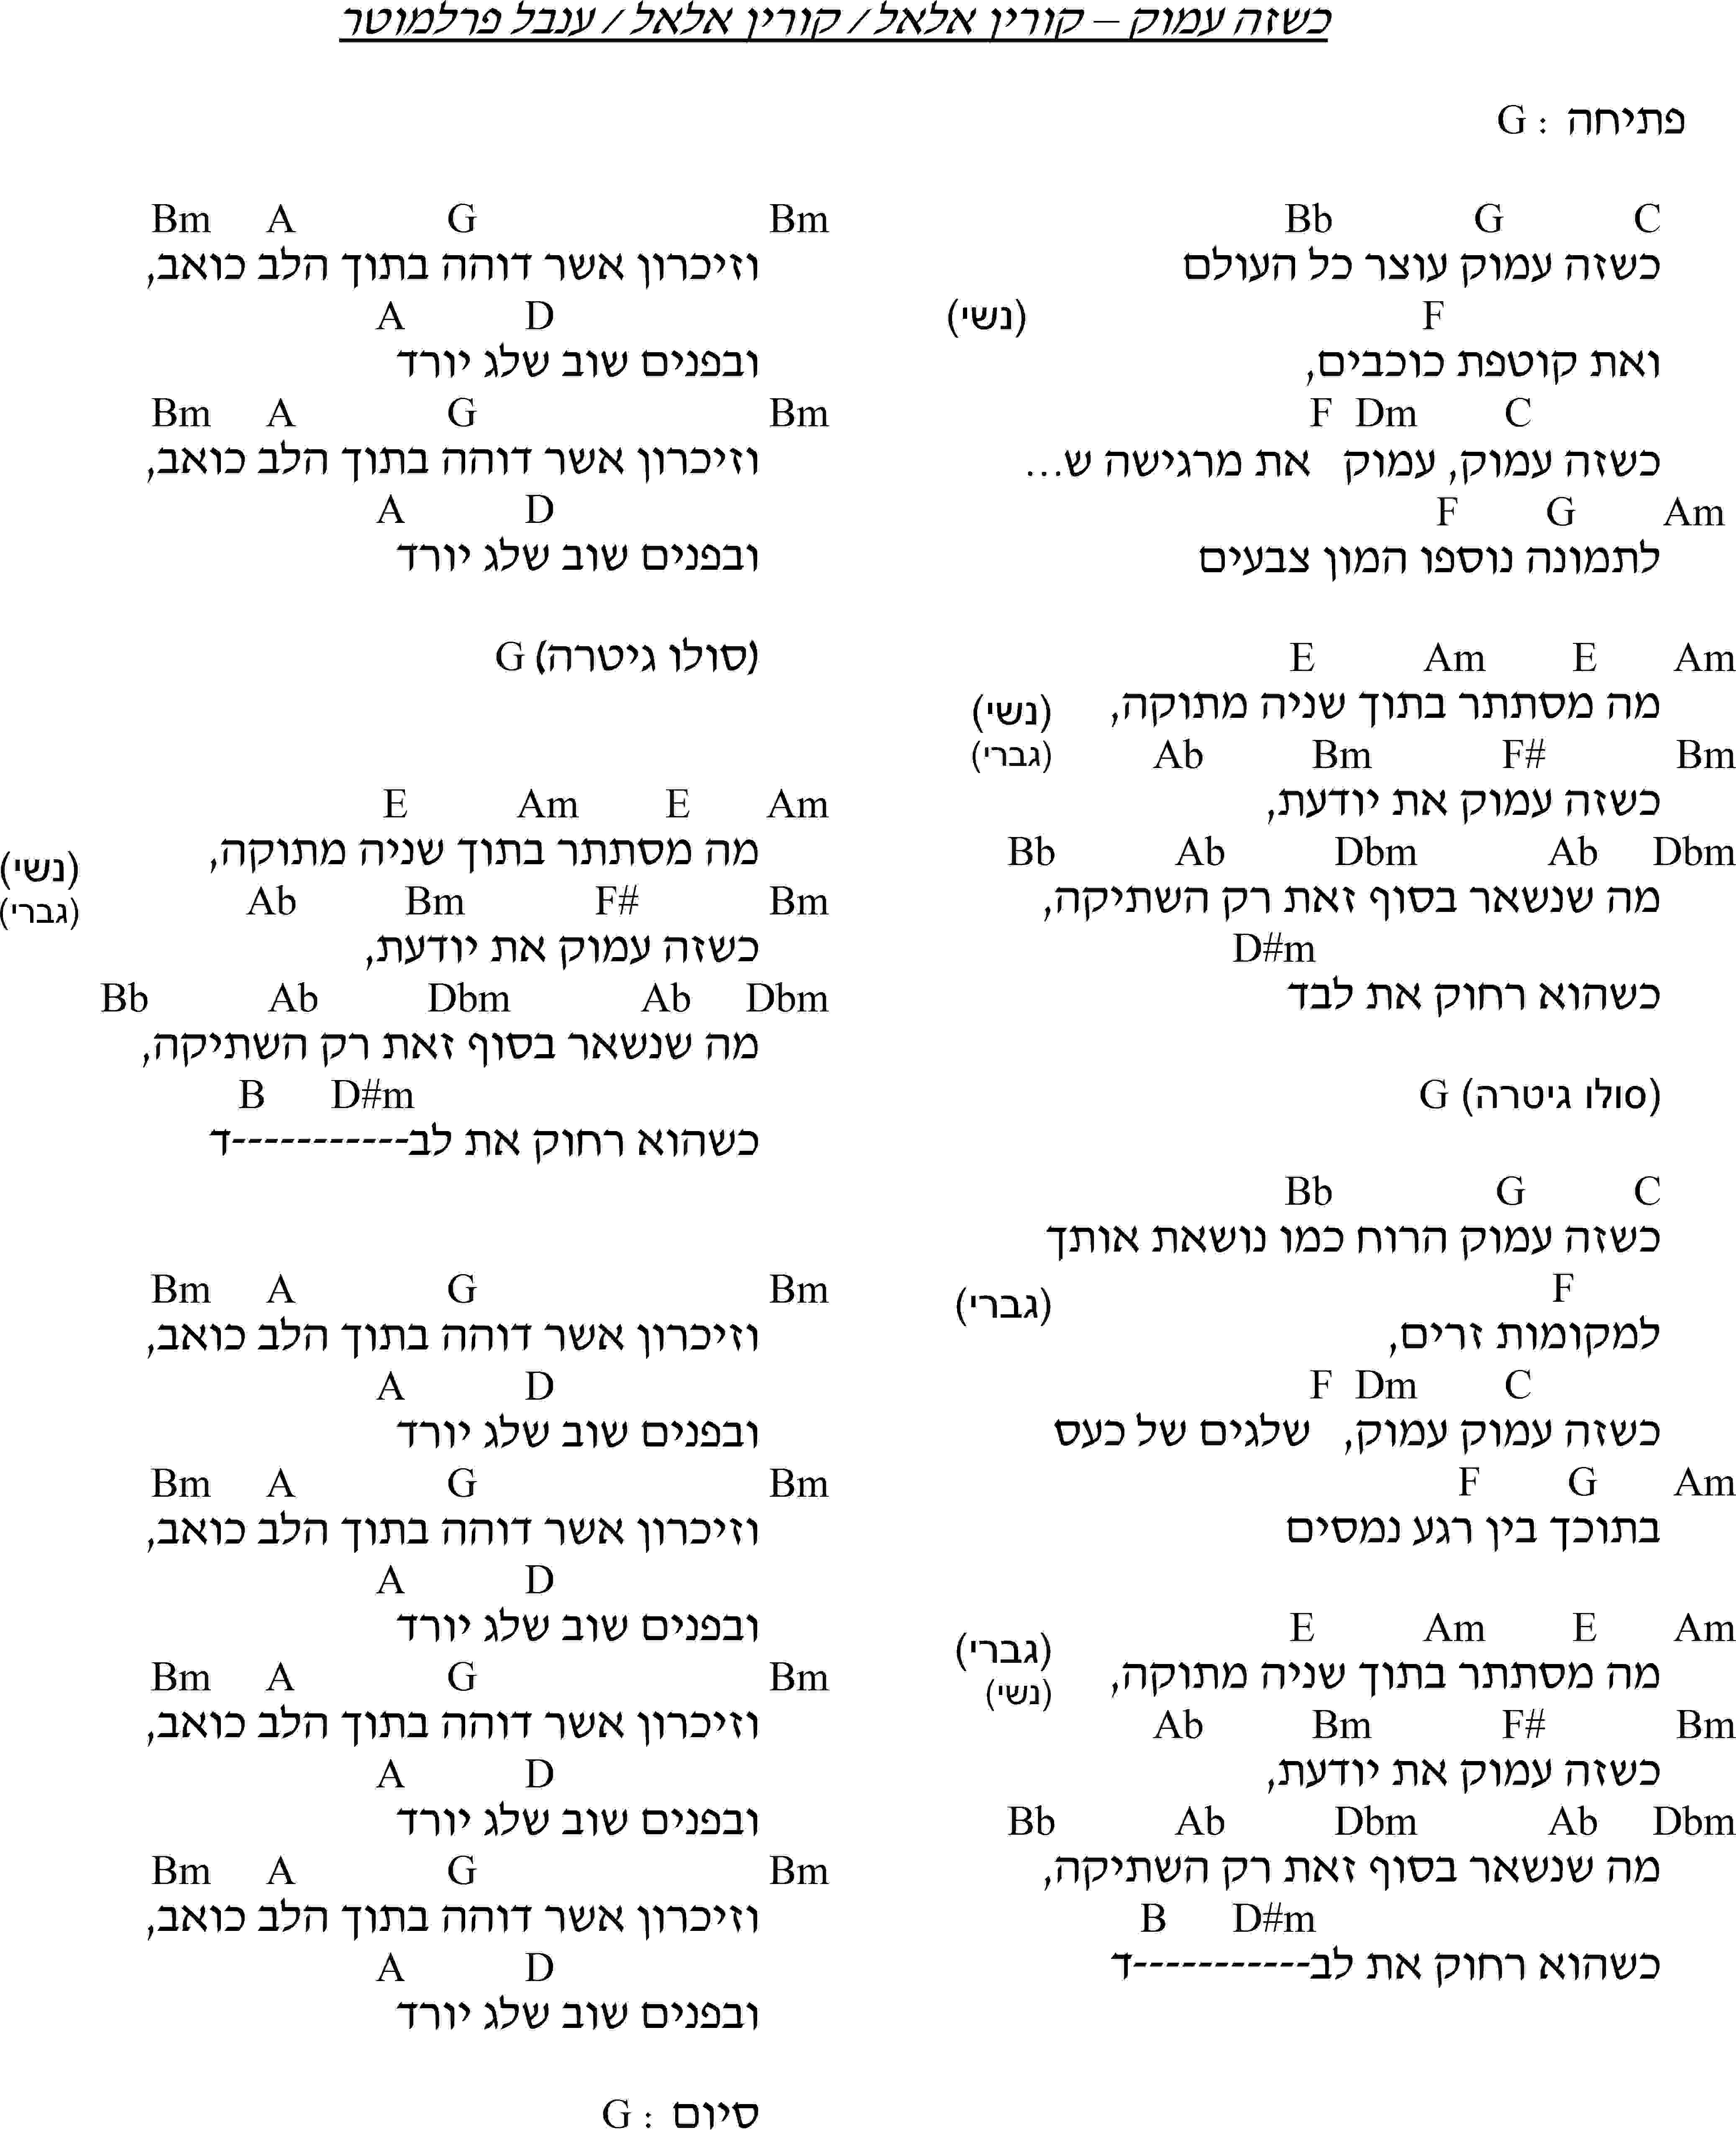 כשזה עמוק – קורין אלאל / קורין אלאל / ענבל פרלמוטר
פתיחה : G
Bb G C
כשזה עמוק עוצר כל העולם
(נשי) F
ואת קוטפת כוכבים,
F Dm C
כשזה עמוק, עמוק את מרגישה ש...
F G Am
לתמונה נוספו המון צבעים
E Am E Am
מה מסתתר בתוך שניה מתוקה, (נשי)
(גברי) Ab Bm F# Bm
כשזה עמוק את יודעת,
Bb Ab Dbm Ab Dbm
מה שנשאר בסוף זאת רק השתיקה,
D#m
כשהוא רחוק את לבד
(סולו גיטרה) G
Bb G C
כשזה עמוק הרוח כמו נושאת אותך
(גברי) F
למקומות זרים,
F Dm C
כשזה עמוק עמוק, שלגים של כעס
F G Am
בתוכך בין רגע נמסים
(גברי) E Am E Am
מה מסתתר בתוך שניה מתוקה, (נשי)
Ab Bm F# Bm
כשזה עמוק את יודעת,
Bb Ab Dbm Ab Dbm
מה שנשאר בסוף זאת רק השתיקה,
B D#m
כשהוא רחוק את לב-----------ד
Bm A G Bm
וזיכרון אשר דוהה בתוך הלב כואב,
A D
ובפנים שוב שלג יורד
Bm A G Bm
וזיכרון אשר דוהה בתוך הלב כואב,
A D
ובפנים שוב שלג יורד
(סולו גיטרה) G
E Am E Am
מה מסתתר בתוך שניה מתוקה, (נשי)
(גברי) Ab Bm F# Bm
כשזה עמוק את יודעת,
Bb Ab Dbm Ab Dbm
מה שנשאר בסוף זאת רק השתיקה,
B D#m
כשהוא רחוק את לב-----------ד
Bm A G Bm
וזיכרון אשר דוהה בתוך הלב כואב,
A D
ובפנים שוב שלג יורד
Bm A G Bm
וזיכרון אשר דוהה בתוך הלב כואב,
A D
ובפנים שוב שלג יורד
Bm A G Bm
וזיכרון אשר דוהה בתוך הלב כואב,
A D
ובפנים שוב שלג יורד
Bm A G Bm
וזיכרון אשר דוהה בתוך הלב כואב,
A D
ובפנים שוב שלג יורד
סיום : G